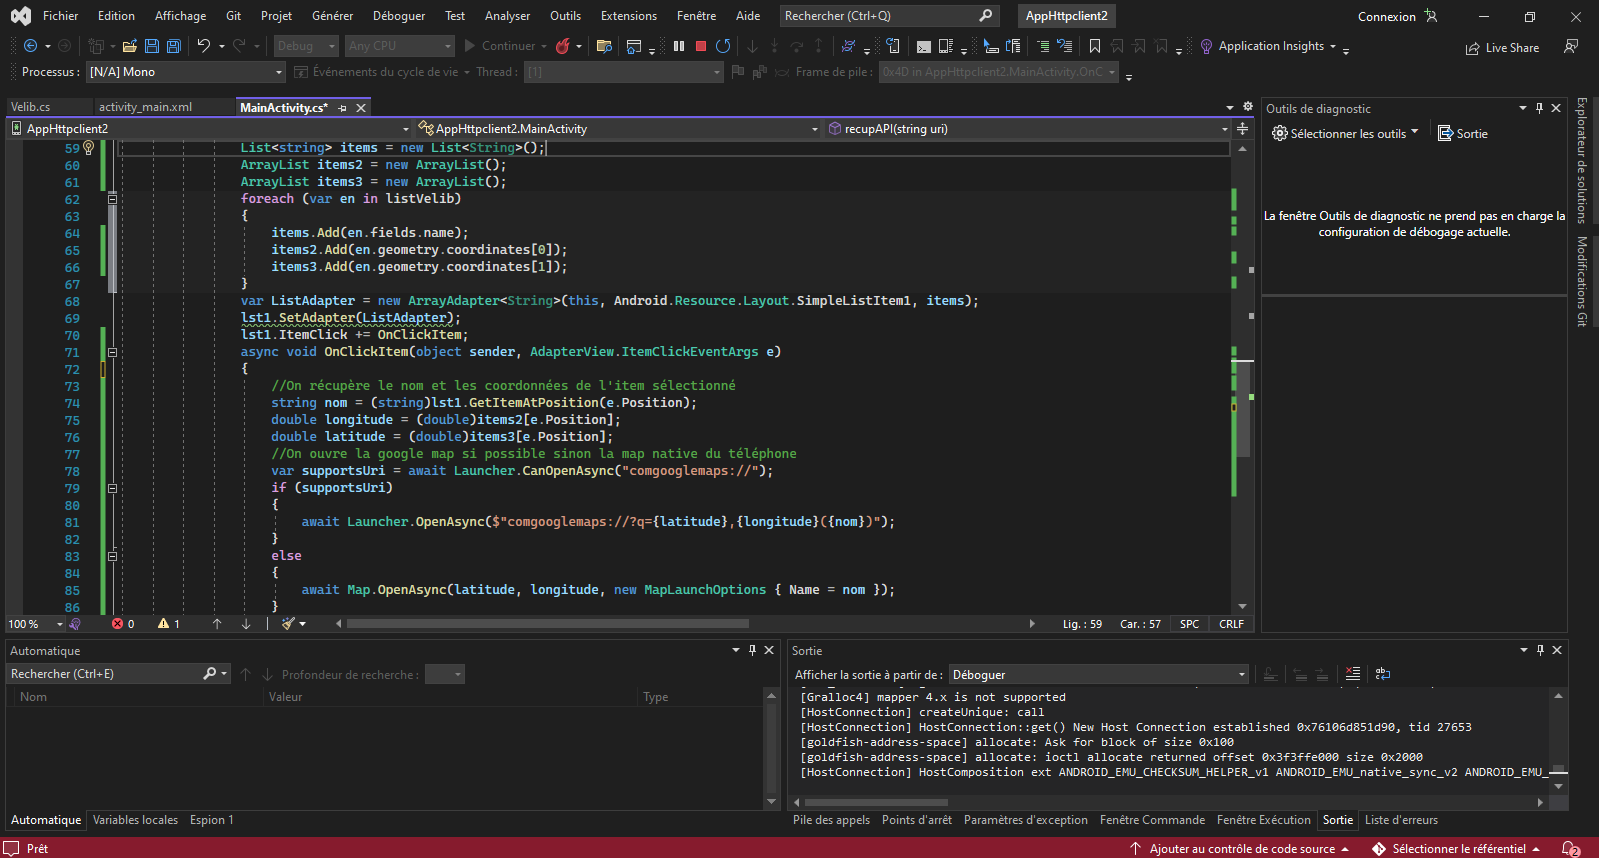 Fichier Edition Affichage Git Projet Générer Déboguer Test Analyser Outils Extensions Fenêtre Aide Rechercher (Ctrl+Q) AppHttpclient2 Connexion
Debug Any CPU Continuer Application Insights Live Share
Processus : [N/A] Mono Événements du cycle de vie Thread : [1] Frame de pile : 0x4D in AppHttpclient2.MainActivity.OnC
Velib.cs activity_main.xml MainActivity.cs*
AppHttpclient2 AppHttpclient2.MainActivity recupAPI(string uri)
59 List<string> items = new List<String>();
60 ArrayList items2 = new ArrayList();
61 ArrayList items3 = new ArrayList();
62 foreach (var en in listVelib)
63 {
64 items.Add(en.fields.name);
65 items2.Add(en.geometry.coordinates[0]);
66 items3.Add(en.geometry.coordinates[1]);
67 }
68 var ListAdapter = new ArrayAdapter<String>(this, Android.Resource.Layout.SimpleListItem1, items);
69 lst1.SetAdapter(ListAdapter);
70 lst1.ItemClick += OnClickItem;
71 async void OnClickItem(object sender, AdapterView.ItemClickEventArgs e)
72 {
73 //On récupère le nom et les coordonnées de l'item sélectionné
74 string nom = (string)lst1.GetItemAtPosition(e.Position);
75 double longitude = (double)items2[e.Position];
76 double latitude = (double)items3[e.Position];
77 //On ouvre la google map si possible sinon la map native du téléphone
78 var supportsUri = await Launcher.CanOpenAsync("comgooglemaps://");
79 if (supportsUri)
80 {
81 await Launcher.OpenAsync($"comgooglemaps://?q={latitude},{longitude}({nom})");
82 }
83 else
84 {
85 await Map.OpenAsync(latitude, longitude, new MapLaunchOptions { Name = nom });
86 }
100 % 0 1 Lig. : 59 Car. : 57 SPC CRLF
Outils de diagnostic
Sélectionner les outils Sortie
La fenêtre Outils de diagnostic ne prend pas en charge la
configuration de débogage actuelle.
Explorateur de solutions
Modifications Git
Automatique
Rechercher (Ctrl+E) Profondeur de recherche :
Nom Valeur Type
Automatique Variables locales Espion 1
Sortie
Afficher la sortie à partir de : Déboguer
[Gralloc4] mapper 4.x is not supported
[HostConnection] createUnique: call
[HostConnection] HostConnection::get() New Host Connection established 0x76106d851d90, tid 27653
[goldfish-address-space] allocate: Ask for block of size 0x100
[goldfish-address-space] allocate: ioctl allocate returned offset 0x3f3ffe000 size 0x2000
[HostConnection] HostComposition ext ANDROID_EMU_CHECKSUM_HELPER_v1 ANDROID_EMU_native_sync_v2 ANDROID_EMU_
Pile des appels Points d'arrêt Paramètres d'exception Fenêtre Commande Fenêtre Exécution Sortie Liste d'erreurs
Prêt Ajouter au contrôle de code source Sélectionner le référentiel 2